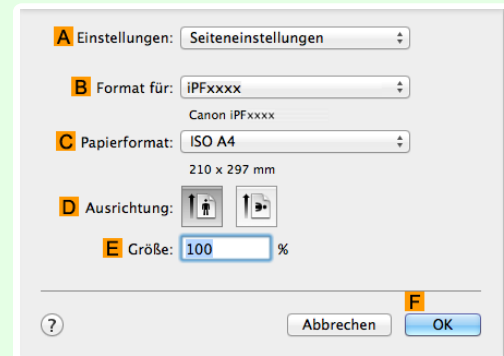 A Einstellungen: Seiteneinstellungen
B Format für: iPFxxxx
Canon iPFxxxx
C Papierformat: ISO A4
210 x 297 mm
D Ausrichtung:
E Größe: 100 %
F
? Abbrechen OK